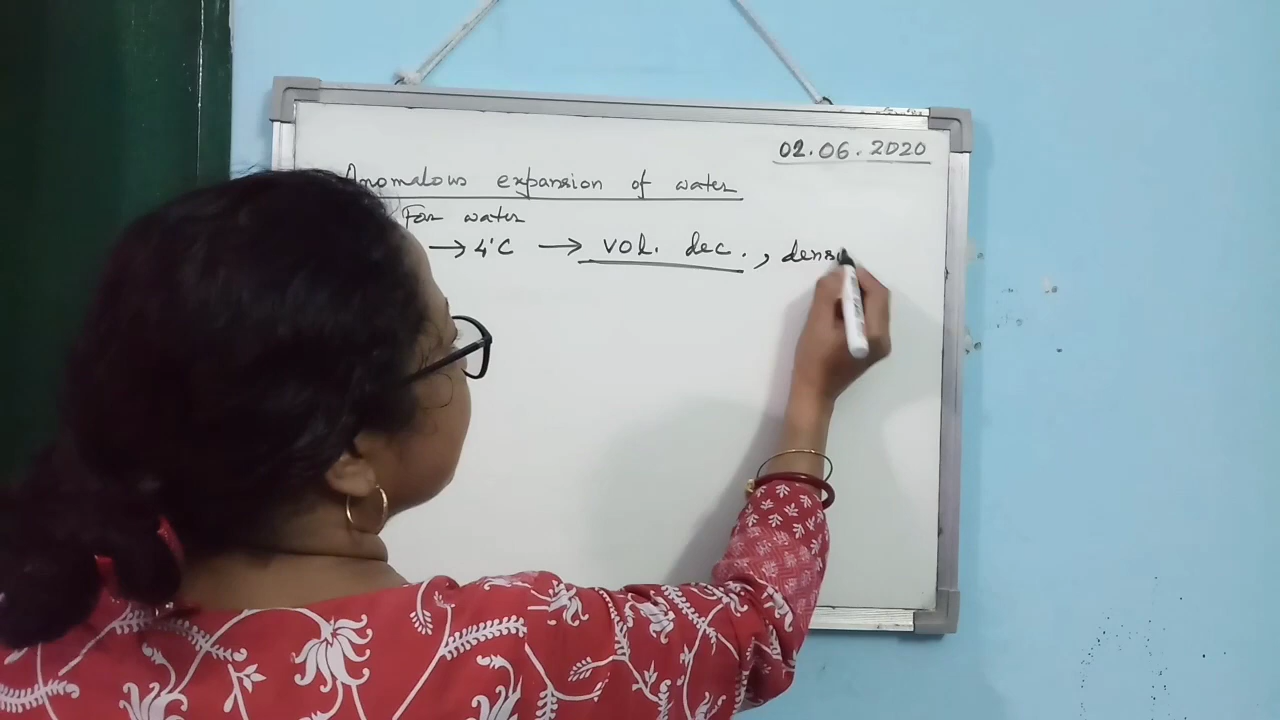 02.06.2020
Anomalous expansion of water
For water
→ 4°C → vol. dec., dens